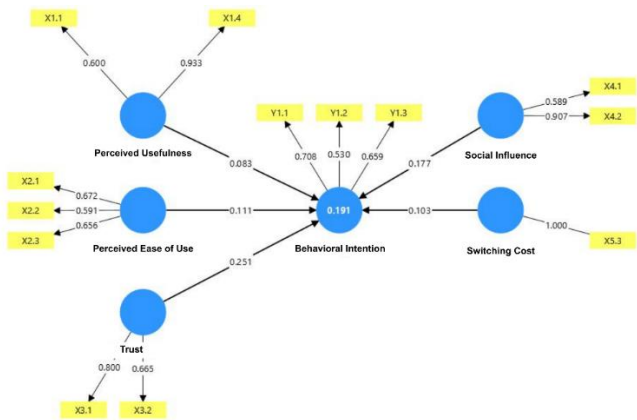 X1.1
X1.4
0.600
0.933
Perceived Usefulness
0.083
X2.1
X2.2
X2.3
0.672
0.591
0.656
Perceived Ease of Use
0.111
Trust
0.251
0.800
0.665
X3.1
X3.2
Y1.1
Y1.2
Y1.3
0.708
0.530
0.659
0.191
Behavioral Intention
X4.1
X4.2
0.589
0.907
Social Influence
0.177
0.103
Switching Cost
1.000
X5.3